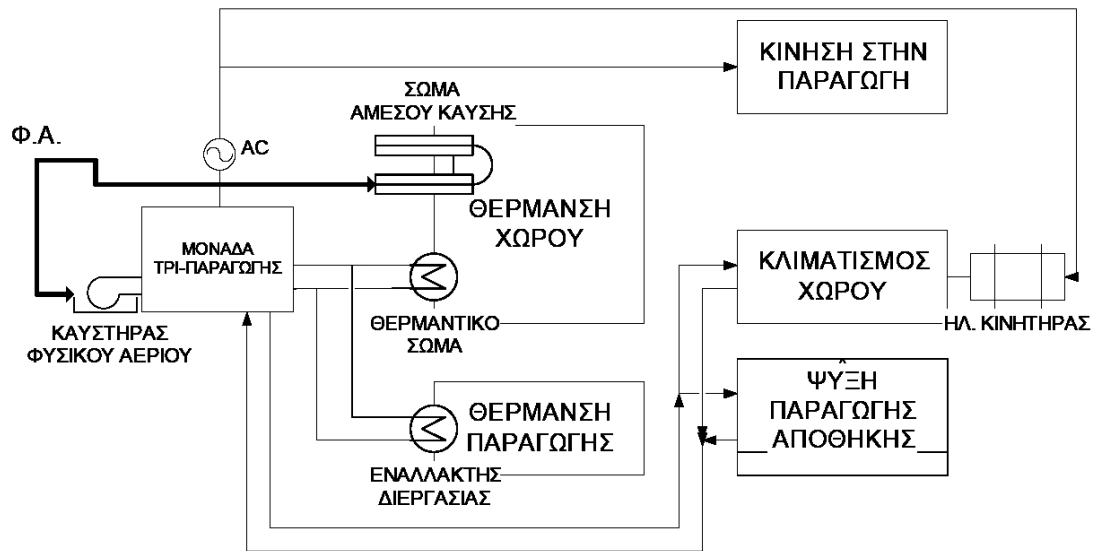 ΚΙΝΗΣΗ ΣΤΗΝ
ΠΑΡΑΓΩΓΗ
ΣΩΜΑ
ΑΜΕΣΟΥ ΚΑΥΣΗΣ
Φ.Α.
AC
ΘΕΡΜΑΝΣΗ
ΧΩΡΟΥ
ΜΟΝΑΔΑ
ΤΡΙ-ΠΑΡΑΓΩΓΗΣ
ΚΛΙΜΑΤΙΣΜΟΣ
ΧΩΡΟΥ
ΗΛ. ΚΙΝΗΤΗΡΑΣ
ΚΑΥΣΤΗΡΑΣ
ΦΥΣΙΚΟΥ ΑΕΡΙΟΥ
ΘΕΡΜΑΝΤΙΚΟ
ΣΩΜΑ
ΨΥΞΗ
ΠΑΡΑΓΩΓΗΣ
ΑΠΟΘΗΚΗΣ
ΘΕΡΜΑΝΣΗ
ΠΑΡΑΓΩΓΗΣ
ΕΝΑΛΛΑΚΤΗΣ
ΔΙΕΡΓΑΣΙΑΣ